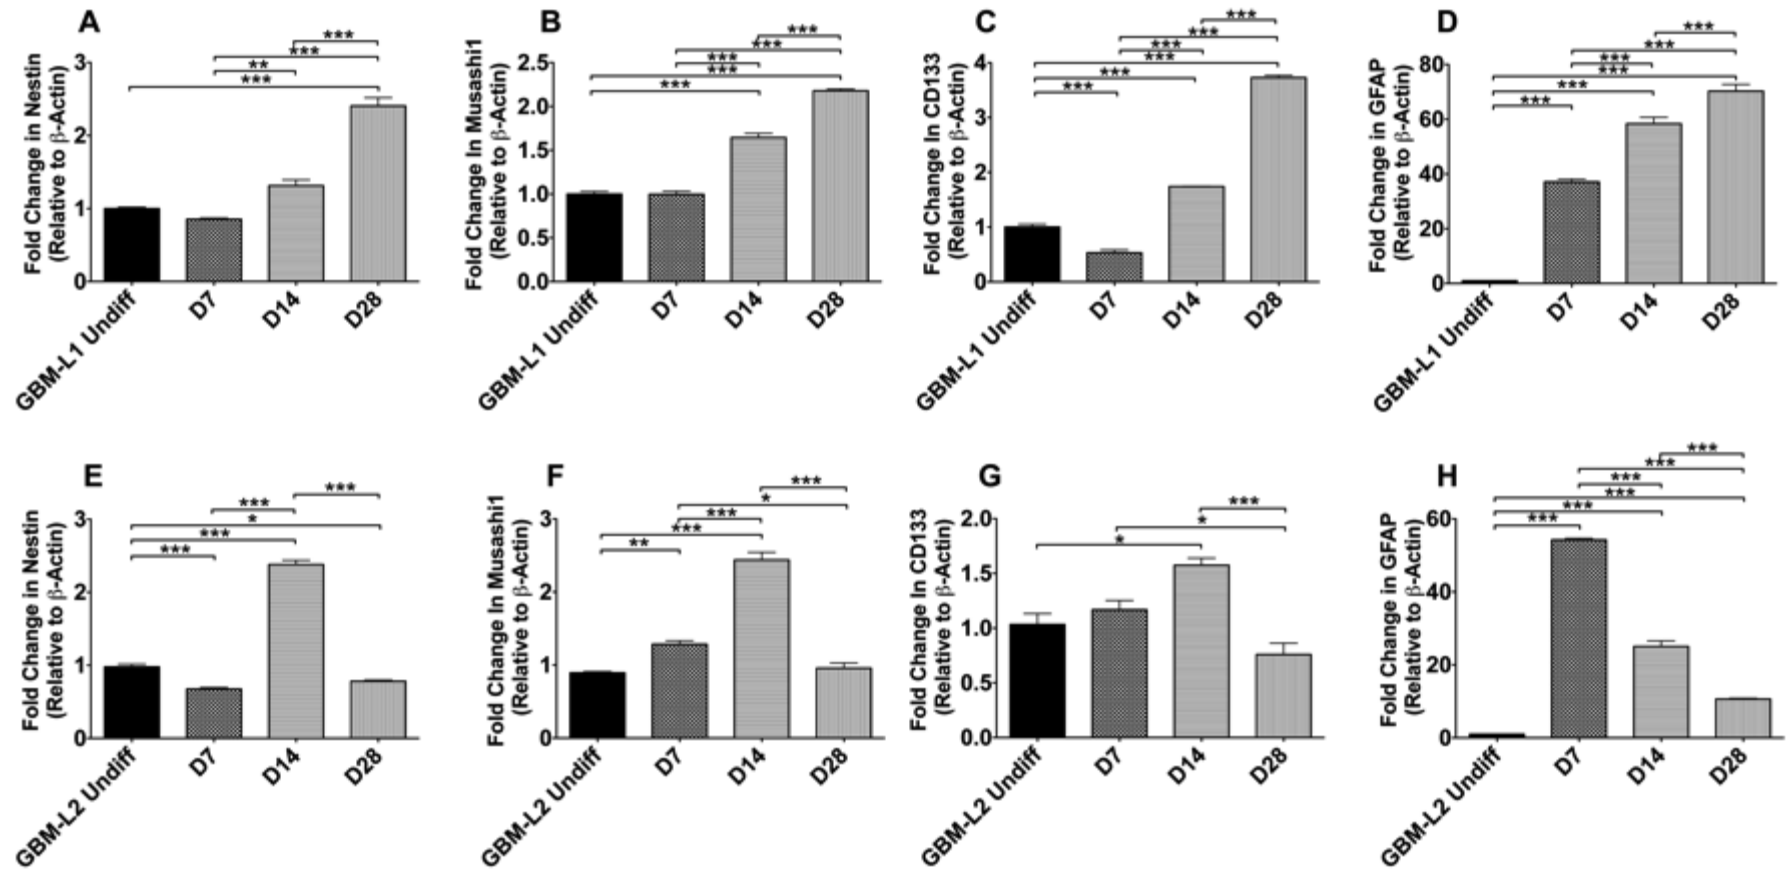 A
Fold Change in Nestin
(Relative to β-Actin)
3
2
1
0
***
***
**
***
GBM-L1 Undiff
D7
D14
D28
B
Fold Change In Musashi1
(Relative to β-Actin)
2.5
2.0
1.5
1.0
0.5
0.0
***
***
***
***
***
GBM-L1 Undiff
D7
D14
D28
C
Fold Change In CD133
(Relative to β-Actin)
4
3
2
1
0
***
***
***
***
***
***
GBM-L1 Undiff
D7
D14
D28
D
Fold Change in GFAP
(Relative to β-Actin)
80
60
40
20
0
***
***
***
***
***
***
GBM-L1 Undiff
D7
D14
D28
E
Fold Change in Nestin
(Relative to β-Actin)
3
2
1
0
***
***
*
***
***
GBM-L2 Undiff
D7
D14
D28
F
Fold Change In Musashi1
(Relative to β-Actin)
3
2
1
0
***
*
***
***
**
GBM-L2 Undiff
D7
D14
D28
G
Fold Change In CD133
(Relative to β-Actin)
2.0
1.5
1.0
0.5
0.0
***
*
*
GBM-L2 Undiff
D7
D14
D28
H
Fold Change in GFAP
(Relative to β-Actin)
60
40
20
0
***
***
***
***
***
***
GBM-L2 Undiff
D7
D14
D28